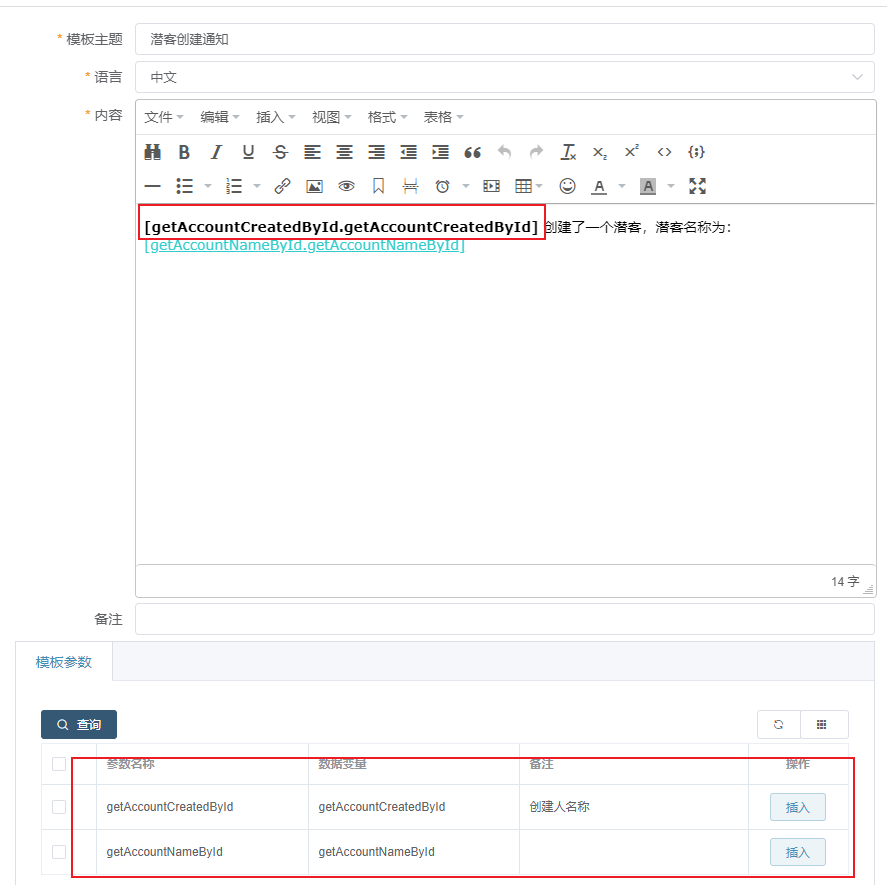 * 模板主题 潜客创建通知
* 语言 中文
* 内容
文件 编辑 插入 视图 格式 表格
[getAccountCreatedById.getAccountCreatedById] 创建了一个潜客，潜客名称为：
[getAccountNameById.getAccountNameById]
14 字
备注
模板参数
查询
参数名称 数据变量 备注 操作
getAccountCreatedById getAccountCreatedById 创建人名称 插入
getAccountNameById getAccountNameById 插入